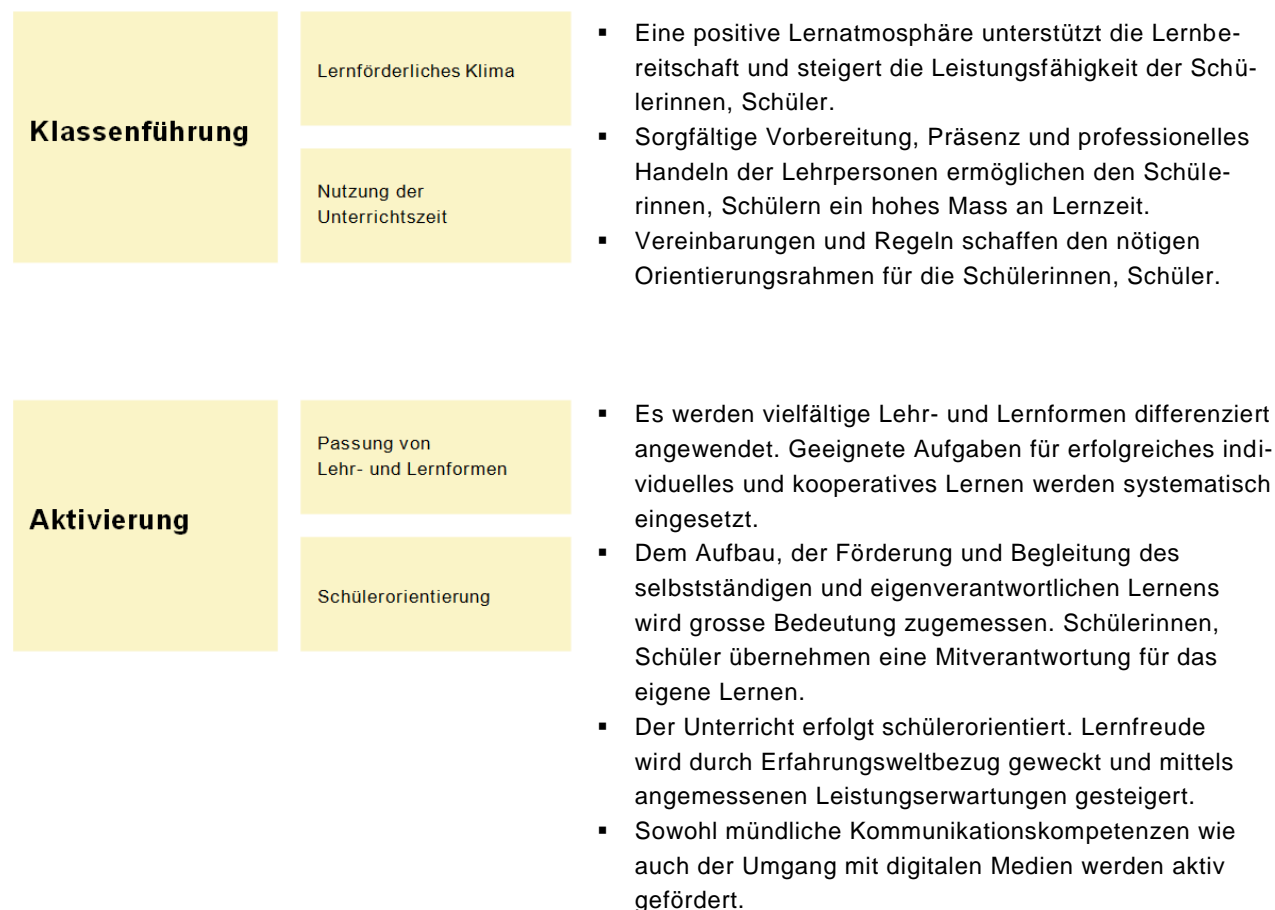 Klassenführung
Lernförderliches Klima
Nutzung der
Unterrichtszeit
▪ Eine positive Lernatmosphäre unterstützt die Lernbe-
reitschaft und steigert die Leistungsfähigkeit der Schü-
lerinnen, Schüler.
▪ Sorgfältige Vorbereitung, Präsenz und professionelles
Handeln der Lehrpersonen ermöglichen den Schüle-
rinnen, Schülern ein hohes Mass an Lernzeit.
▪ Vereinbarungen und Regeln schaffen den nötigen
Orientierungsrahmen für die Schülerinnen, Schüler.
Aktivierung
Passung von
Lehr- und Lernformen
Schülerorientierung
▪ Es werden vielfältige Lehr- und Lernformen differenziert
angewendet. Geeignete Aufgaben für erfolgreiches indi-
viduelles und kooperatives Lernen werden systematisch
eingesetzt.
▪ Dem Aufbau, der Förderung und Begleitung des
selbstständigen und eigenverantwortlichen Lernens
wird grosse Bedeutung zugemessen. Schülerinnen,
Schüler übernehmen eine Mitverantwortung für das
eigene Lernen.
▪ Der Unterricht erfolgt schülerorientiert. Lernfreude
wird durch Erfahrungsweltbezug geweckt und mittels
angemessenen Leistungserwartungen gesteigert.
▪ Sowohl mündliche Kommunikationskompetenzen wie
auch der Umgang mit digitalen Medien werden aktiv
gefördert.